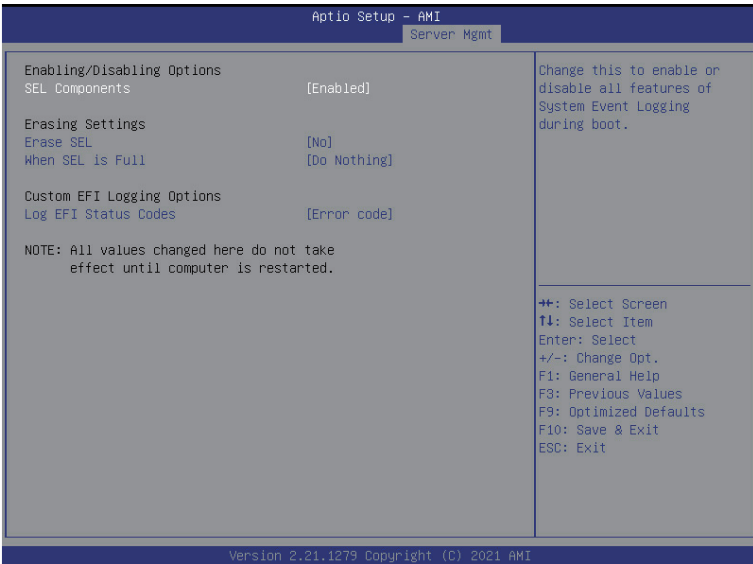 Aptio Setup – AMI
Server Mgmt
Enabling/Disabling Options
SEL Components [Enabled]
Erasing Settings
Erase SEL [No]
When SEL is Full [Do Nothing]
Custom EFI Logging Options
Log EFI Status Codes [Error code]
NOTE: All values changed here do not take
effect until computer is restarted.
Change this to enable or
disable all features of
System Event Logging
during boot.
→←: Select Screen
↑↓: Select Item
Enter: Select
+/-: Change Opt.
F1: General Help
F3: Previous Values
F9: Optimized Defaults
F10: Save & Exit
ESC: Exit
Version 2.21.1279 Copyright (C) 2021 AMI